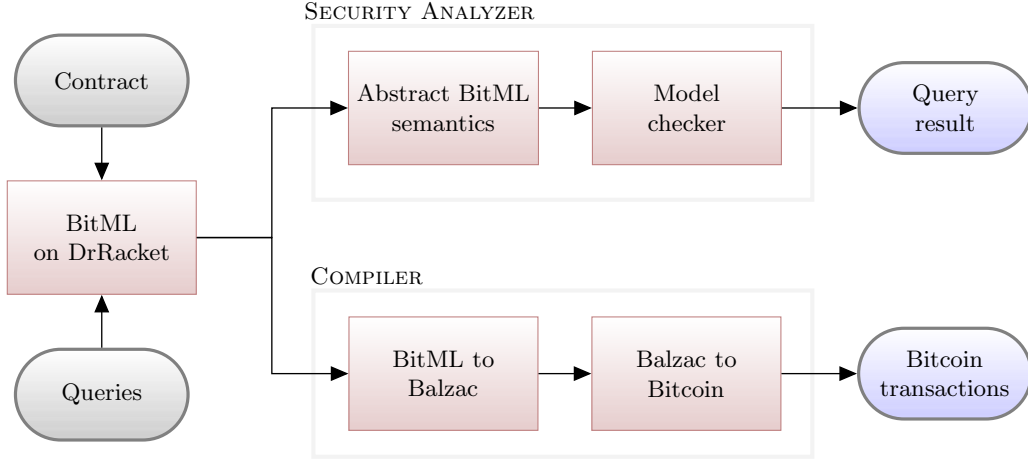 SECURITY ANALYZER
Contract
Abstract BitML
semantics
Model
checker
Query
result
BitML
on DrRacket
COMPILER
Queries
BitML to
Balzac
Balzac to
Bitcoin
Bitcoin
transactions